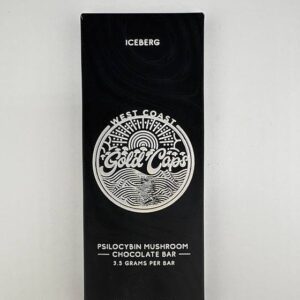 ICEBERG
WEST COAST
Gold Caps
PSILOCYBIN MUSHROOM
CHOCOLATE BAR
3.5 GRAMS PER BAR